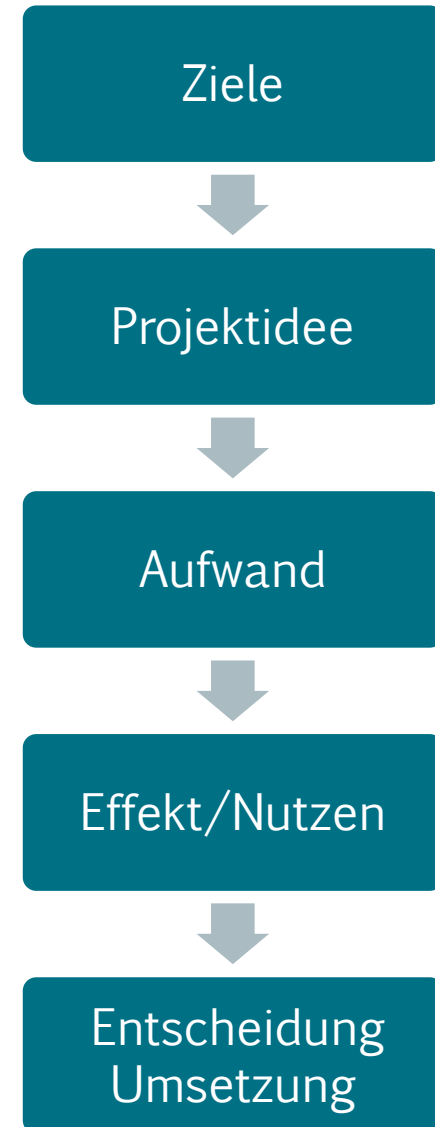 Ziele
Projektidee
Aufwand
Effekt/Nutzen
Entscheidung
Umsetzung